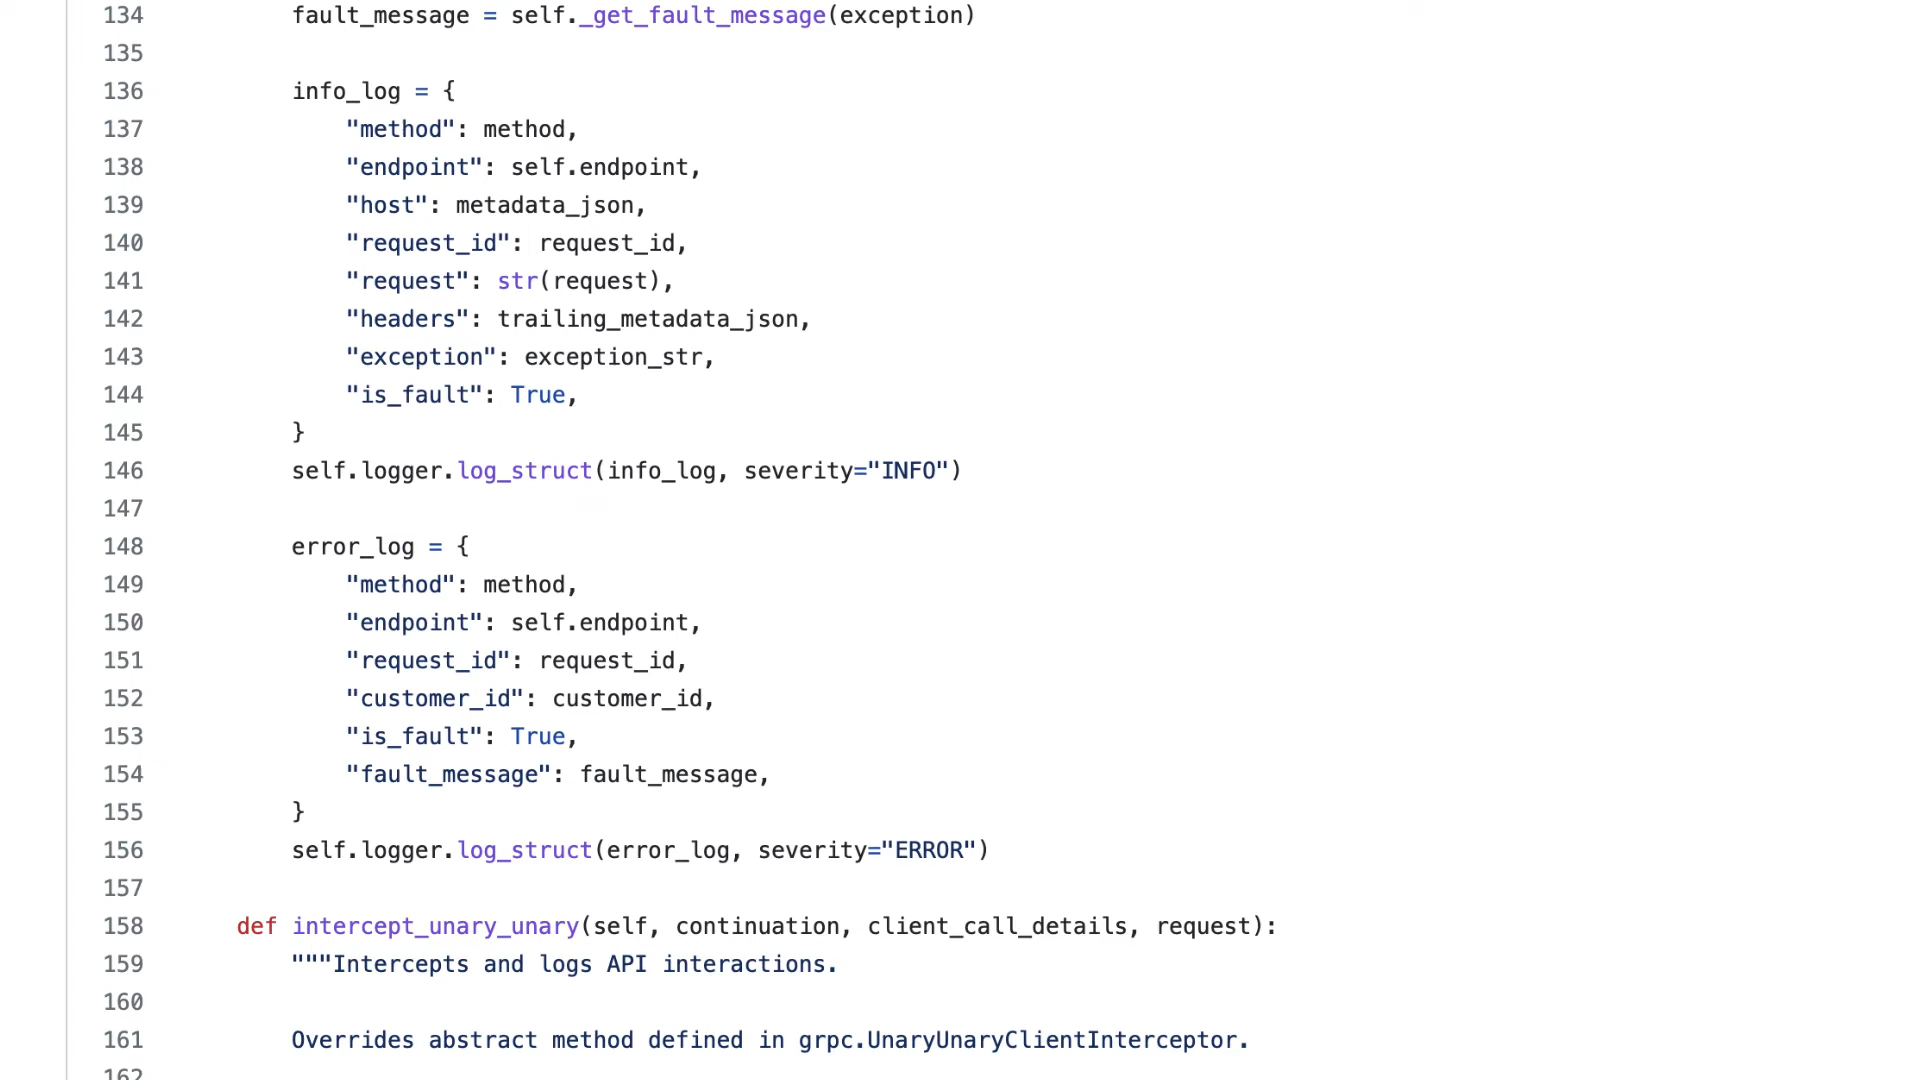 134 fault_message = self._get_fault_message(exception)
135
136 info_log = {
137 "method": method,
138 "endpoint": self.endpoint,
139 "host": metadata_json,
140 "request_id": request_id,
141 "request": str(request),
142 "headers": trailing_metadata_json,
143 "exception": exception_str,
144 "is_fault": True,
145 }
146 self.logger.log_struct(info_log, severity="INFO")
147
148 error_log = {
149 "method": method,
150 "endpoint": self.endpoint,
151 "request_id": request_id,
152 "customer_id": customer_id,
153 "is_fault": True,
154 "fault_message": fault_message,
155 }
156 self.logger.log_struct(error_log, severity="ERROR")
157
158 def intercept_unary_unary(self, continuation, client_call_details, request):
159 """Intercepts and logs API interactions.
160
161 Overrides abstract method defined in grpc.UnaryUnaryClientInterceptor.
162